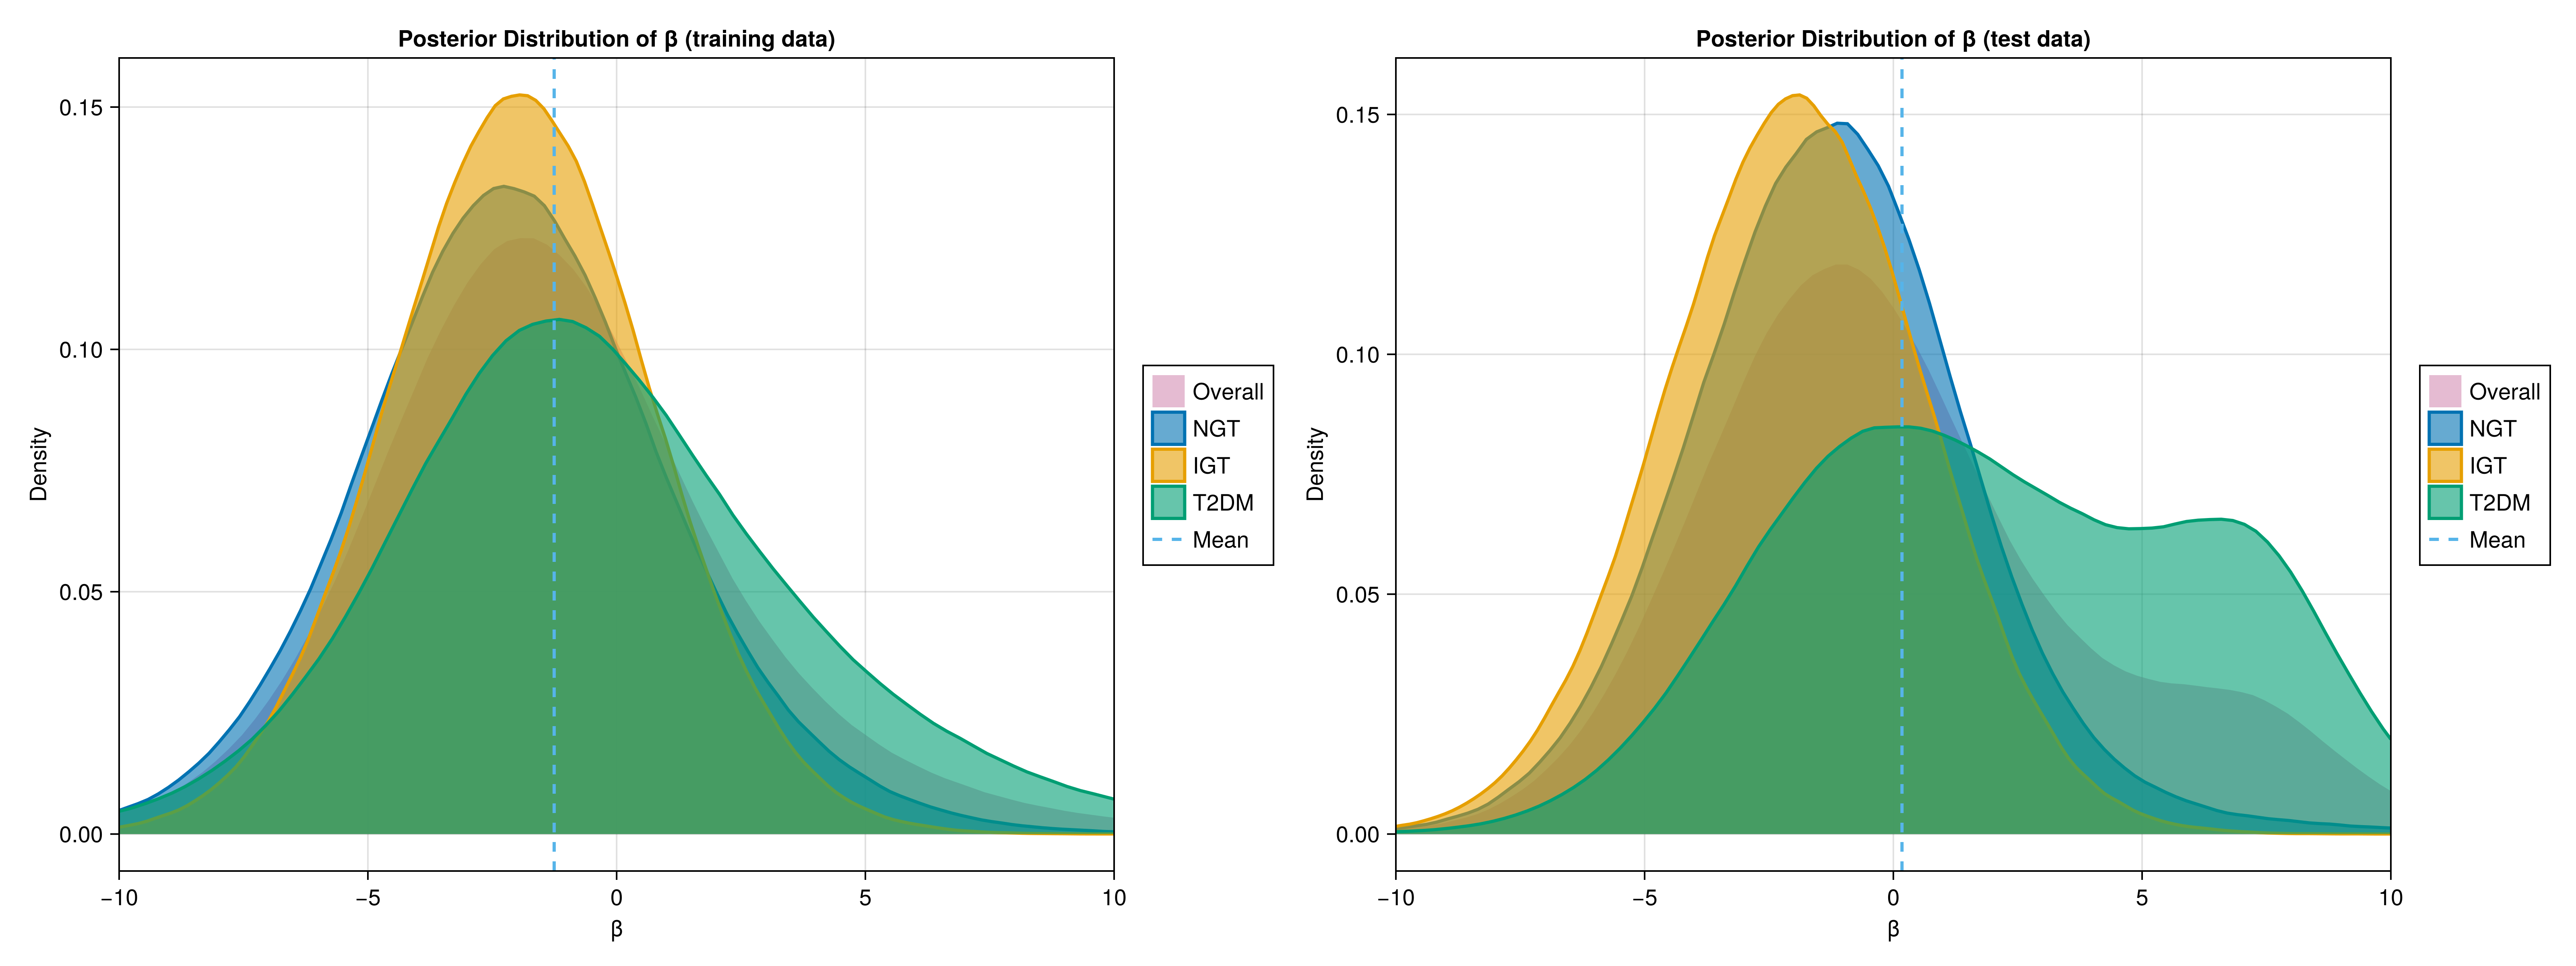 Posterior Distribution of β (training data)
Density
0.15
0.10
0.05
0.00
−10
−5
0
5
10
β
Overall
NGT
IGT
T2DM
Mean
Posterior Distribution of β (test data)
Density
0.15
0.10
0.05
0.00
−10
−5
0
5
10
β
Overall
NGT
IGT
T2DM
Mean